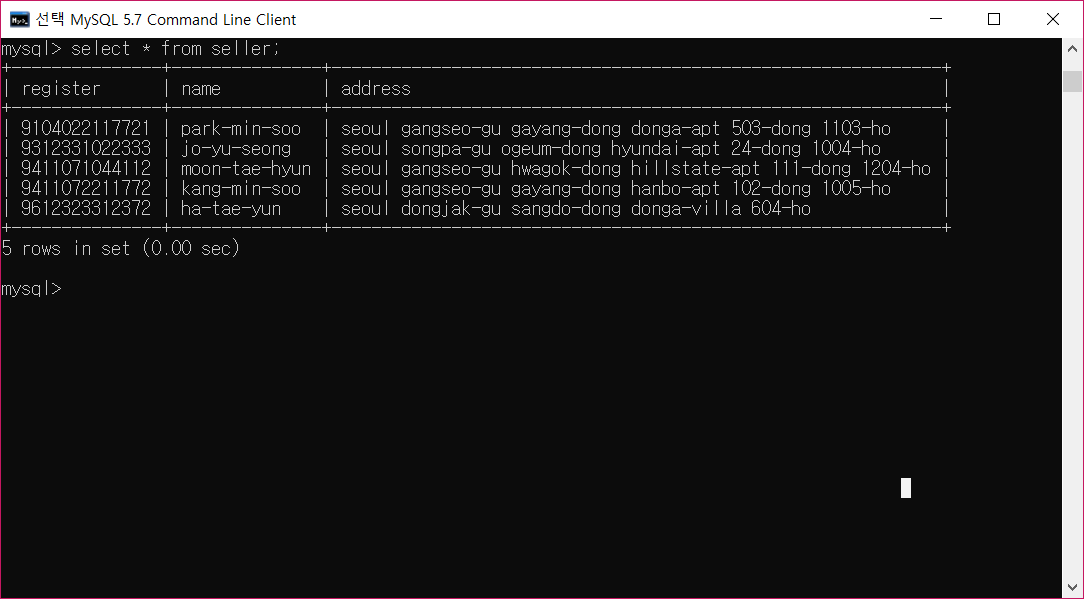 선택 MySQL 5.7 Command Line Client
mysql> select * from seller;
+---------------+---------------+--------------------------------------------------------------+
| register      | name          | address                                                      |
+---------------+---------------+--------------------------------------------------------------+
| 9104022117721 | park-min-soo  | seoul gangseo-gu gayang-dong donga-apt 503-dong 1103-ho      |
| 9312331022333 | jo-yu-seong   | seoul songpa-gu ogeum-dong hyundai-apt 24-dong 1004-ho       |
| 9411071044112 | moon-tae-hyun | seoul gangseo-gu hwagok-dong hillstate-apt 111-dong 1204-ho |
| 9411072211772 | kang-min-soo  | seoul gangseo-gu gayang-dong hanbo-apt 102-dong 1005-ho      |
| 9612323312372 | ha-tae-yun    | seoul dongjak-gu sangdo-dong donga-villa 604-ho              |
+---------------+---------------+--------------------------------------------------------------+
5 rows in set (0.00 sec)
mysql>